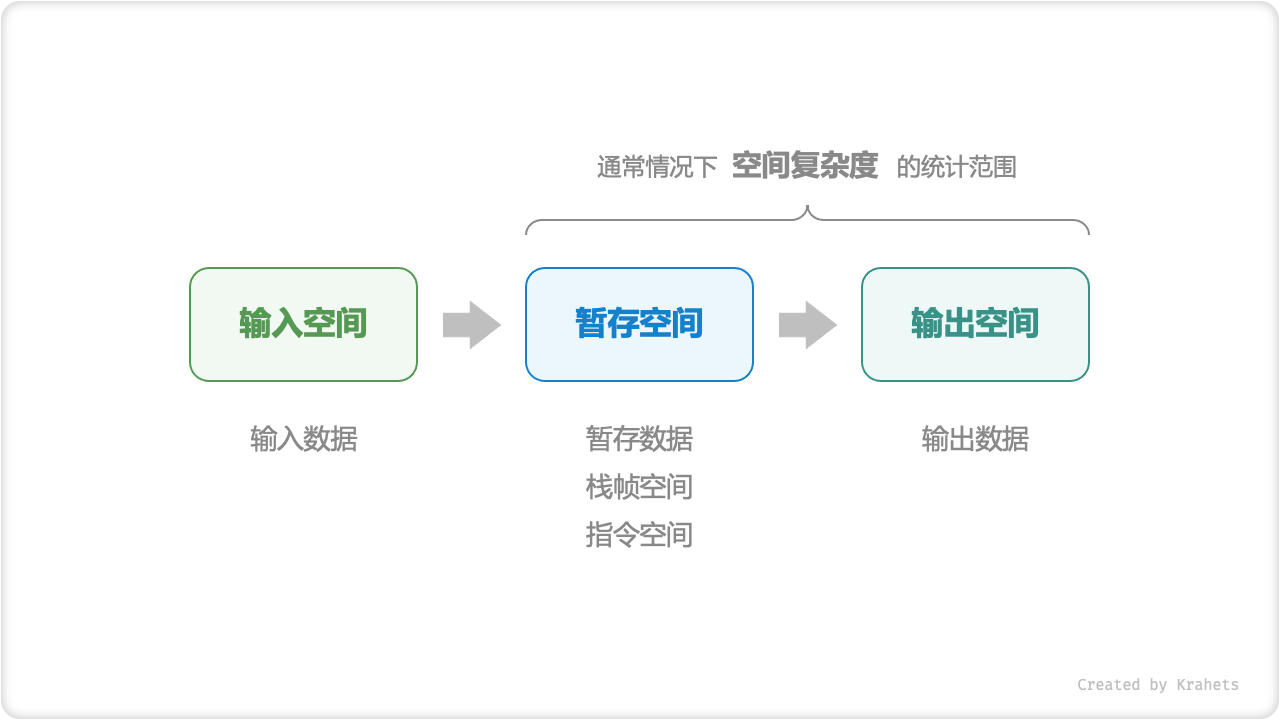 通常情况下 空间复杂度 的统计范围
输入空间 暂存空间 输出空间
输入数据 暂存数据 输出数据
栈帧空间
指令空间
Created by Krahets